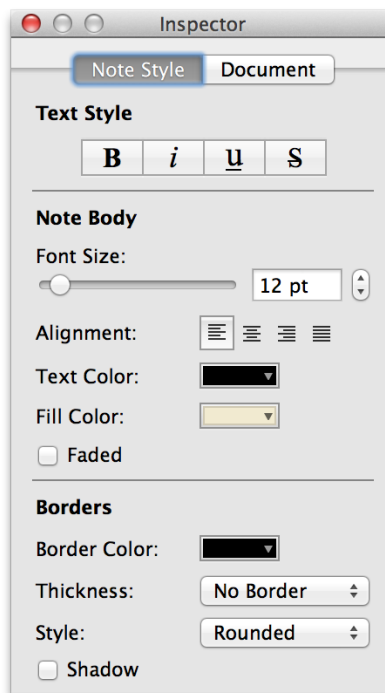 Inspector
Note Style Document
Text Style
B i u S
Note Body
Font Size:
12 pt
Alignment:
Text Color:
Fill Color:
Faded
Borders
Border Color:
Thickness: No Border
Style: Rounded
Shadow